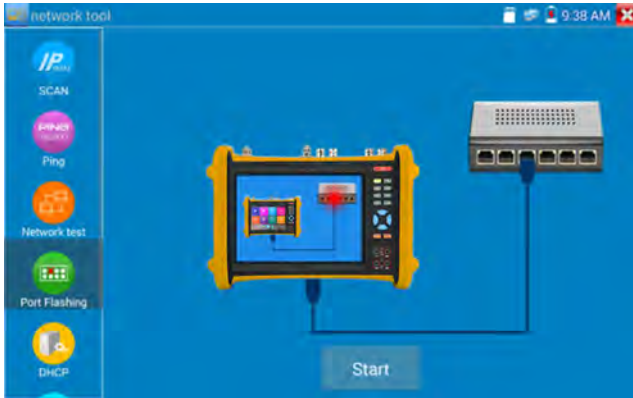 network tool
9:38 AM
IP
SCAN
PING
Ping
Network test
Port Flashing
DHCP
Start